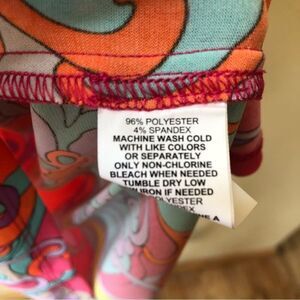 96% POLYESTER
4% SPANDEX
MACHINE WASH COLD
WITH LIKE COLORS
OR SEPARATELY
ONLY NON-CHLORINE
BLEACH WHEN NEEDED
TUMBLE DRY LOW
IRON IF NEEDED
POLYESTER